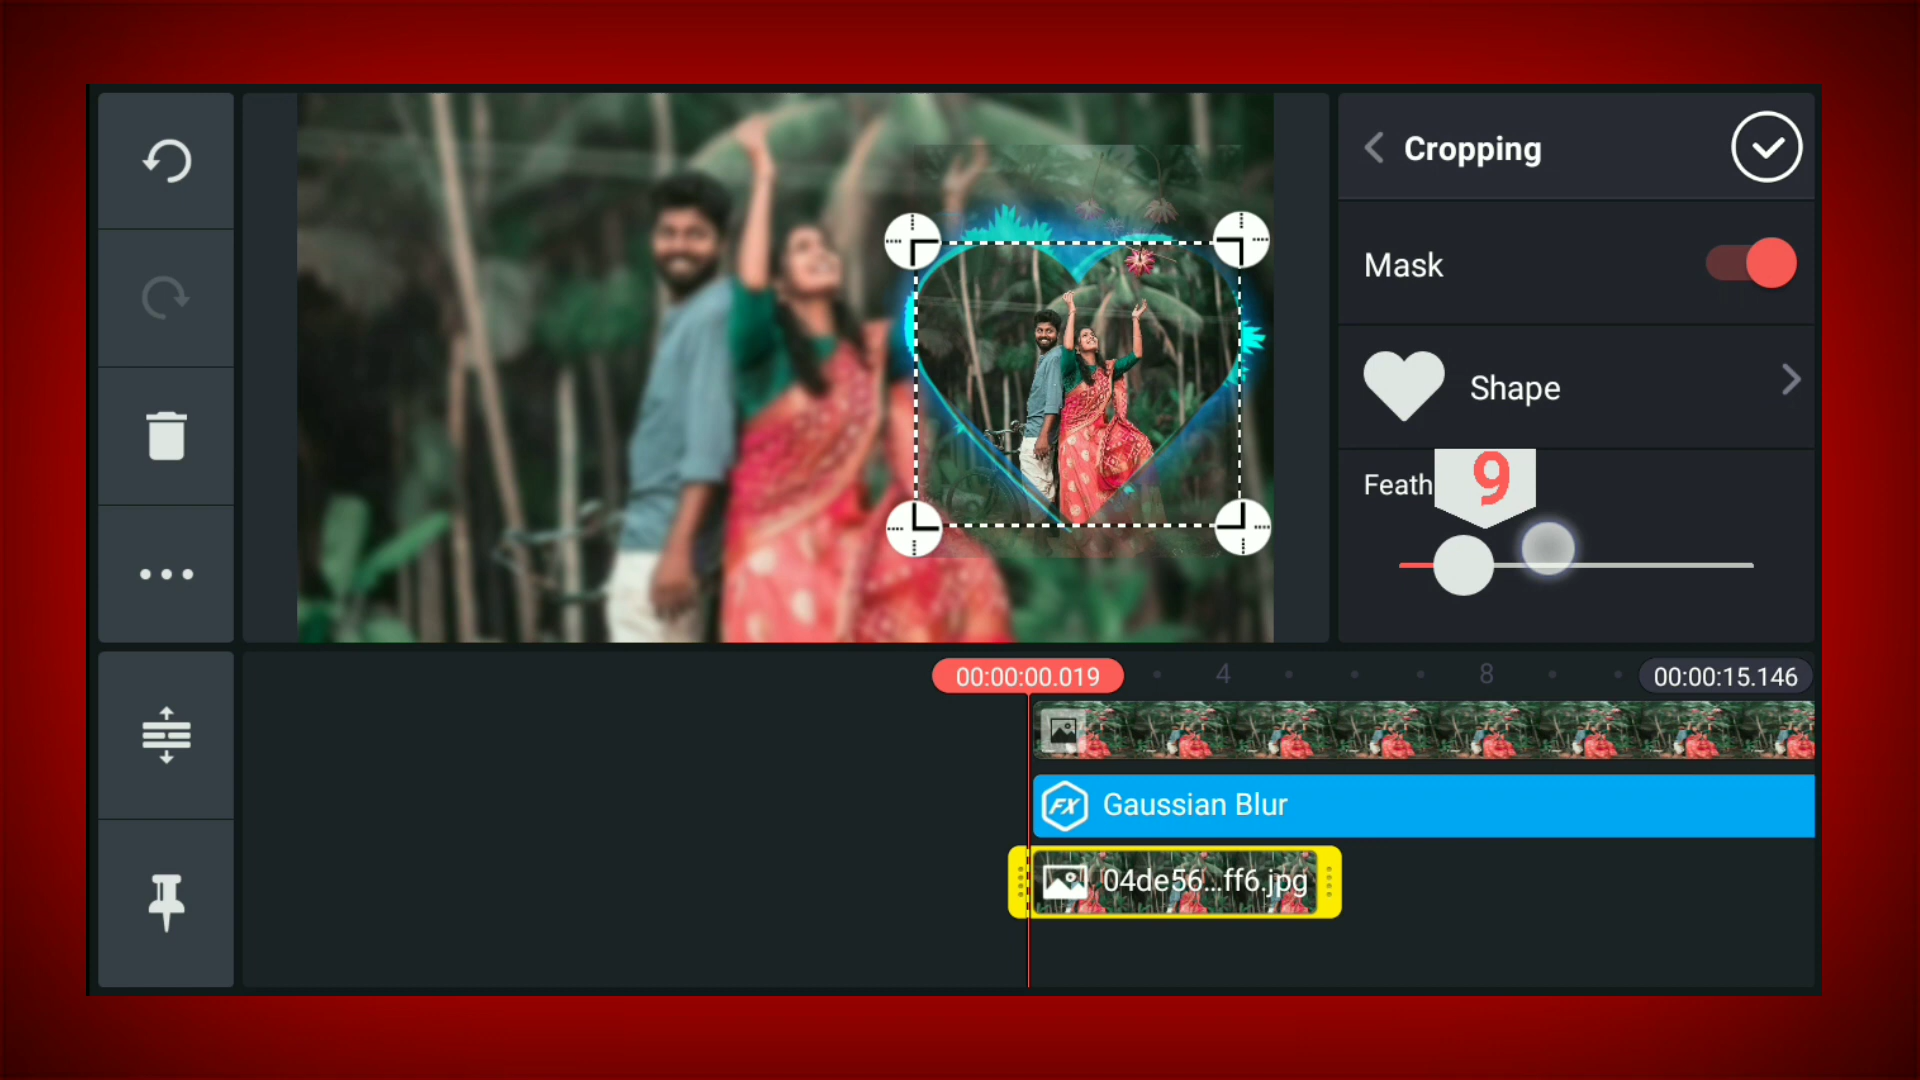 Cropping
Mask
Shape
Feath
9
00:00:00.019
4
8
00:00:15.146
FX Gaussian Blur
04de56...ff6.jpg